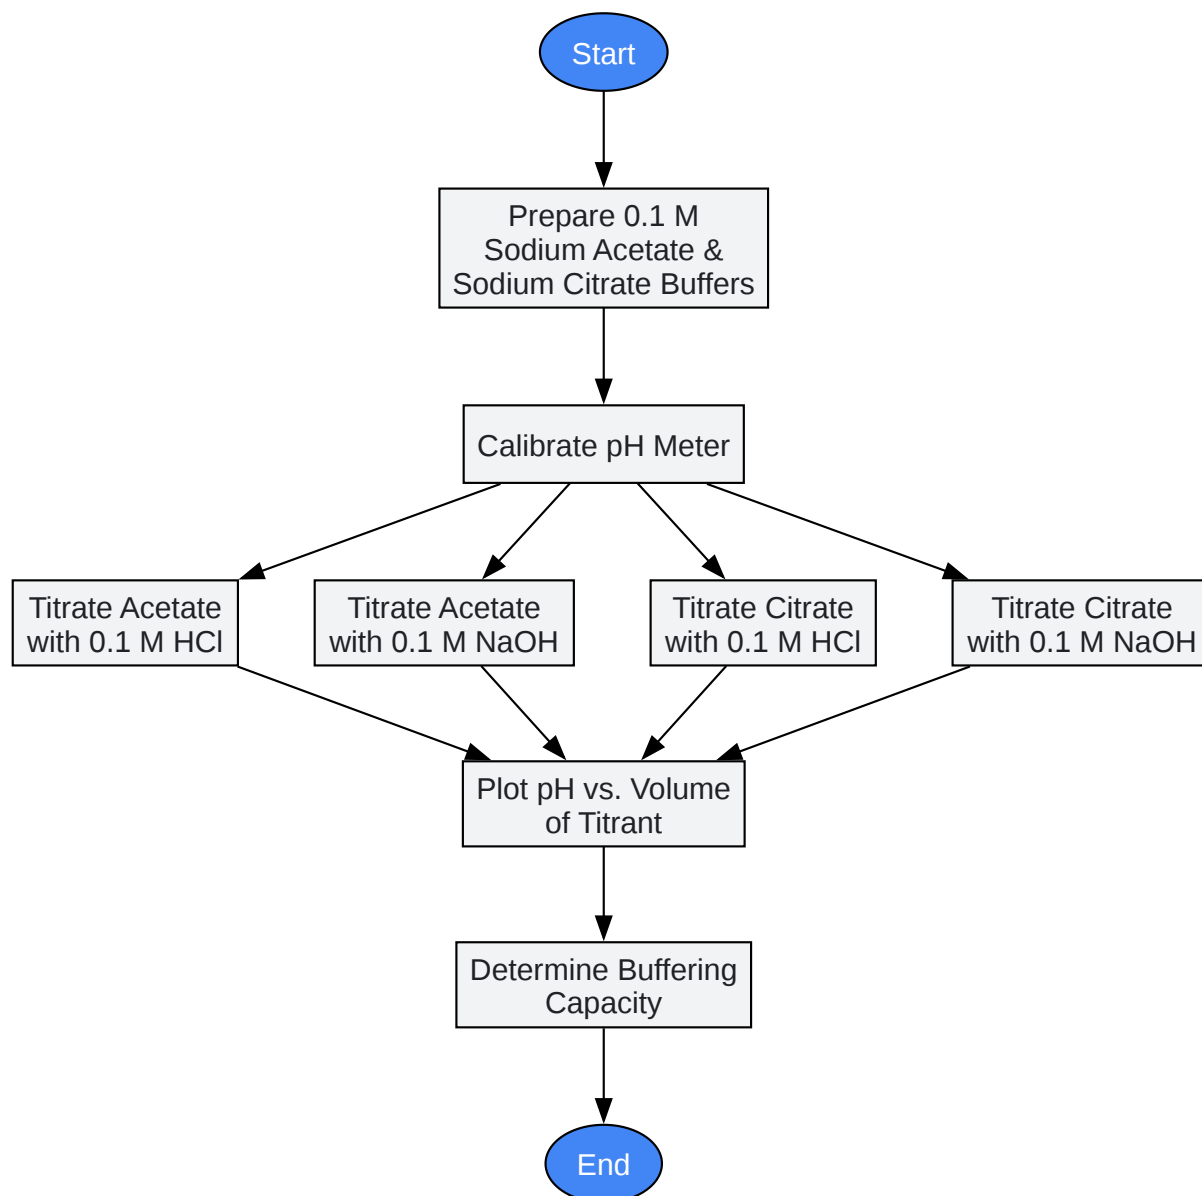 Start
Prepare 0.1 M
Sodium Acetate &
Sodium Citrate Buffers
Calibrate pH Meter
Titrate Acetate
with 0.1 M HCl
Titrate Acetate
with 0.1 M NaOH
Titrate Citrate
with 0.1 M HCl
Titrate Citrate
with 0.1 M NaOH
Plot pH vs. Volume
of Titrant
Determine Buffering
Capacity
End